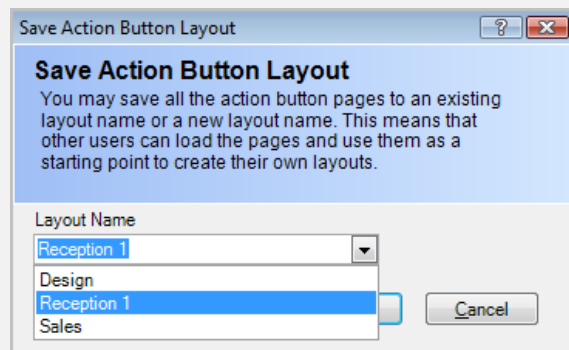 Save Action Button Layout
Save Action Button Layout
You may save all the action button pages to an existing
layout name or a new layout name. This means that
other users can load the pages and use them as a
starting point to create their own layouts.
Layout Name
Reception 1
Design
Reception 1
Sales
Cancel